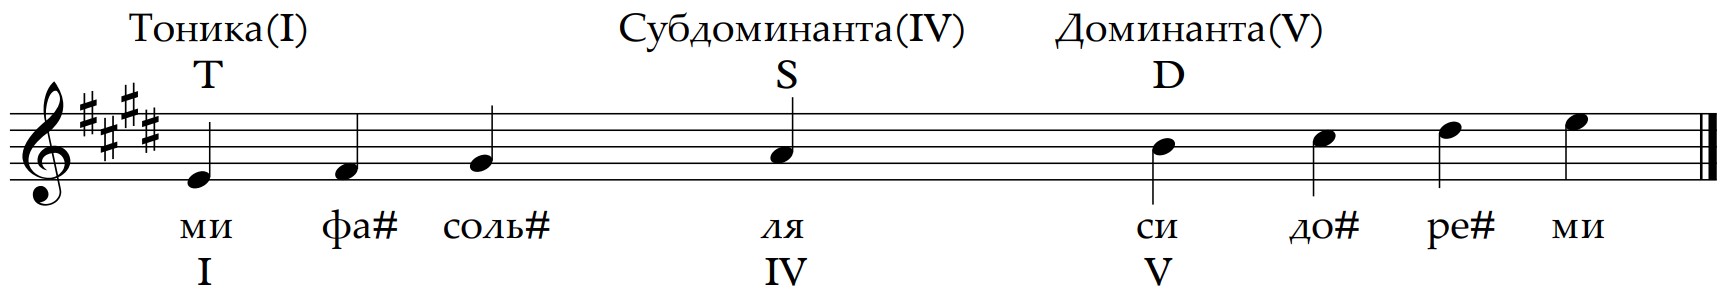 Тоника(I) Субдоминанта(IV) Доминанта(V)
T S D
ми фа# соль# ля си до# ре# ми
I IV V